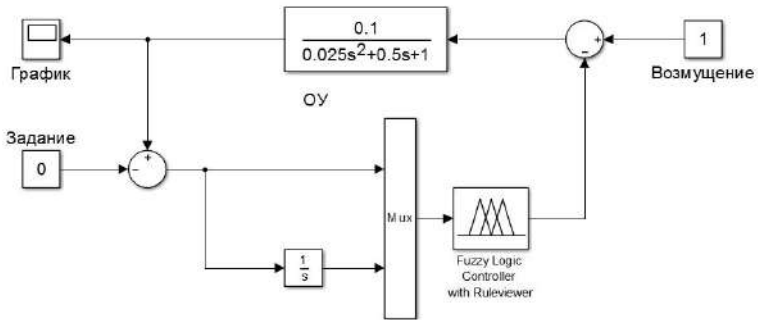 0.1
0.025s²+0.5s+1
+
−
1
График
Возмущение
ОУ
Задание
0
+
−
Mux
1
s
Fuzzy Logic
Controller
with Ruleviewer